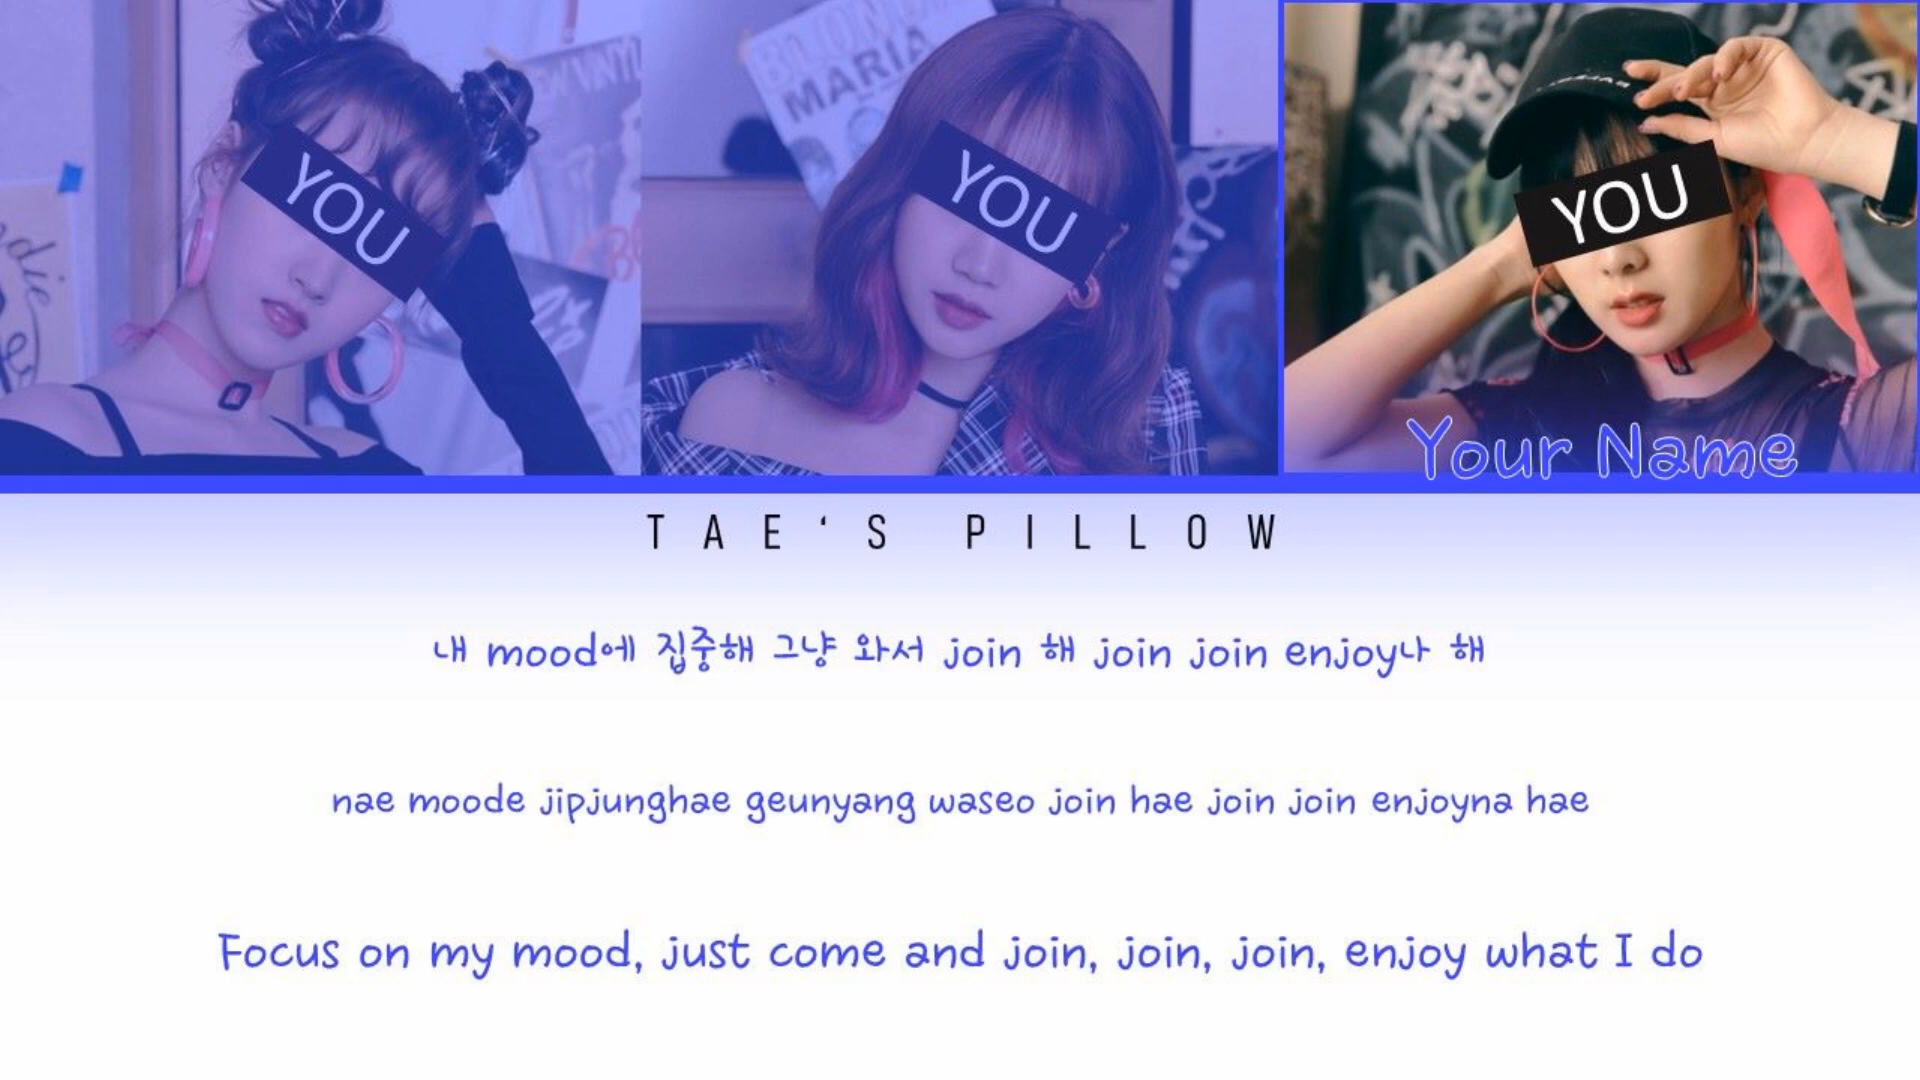 BLOND
MARIA
YOU
YOU
YOU
Your Name
TAE‘S PILLOW
내 mood에 집중해 그냥 와서 join 해 join join enjoy나 해
nae moode jipjunghae geunyang waseo join hae join join enjoyna hae
Focus on my mood, just come and join, join, join, enjoy what I do